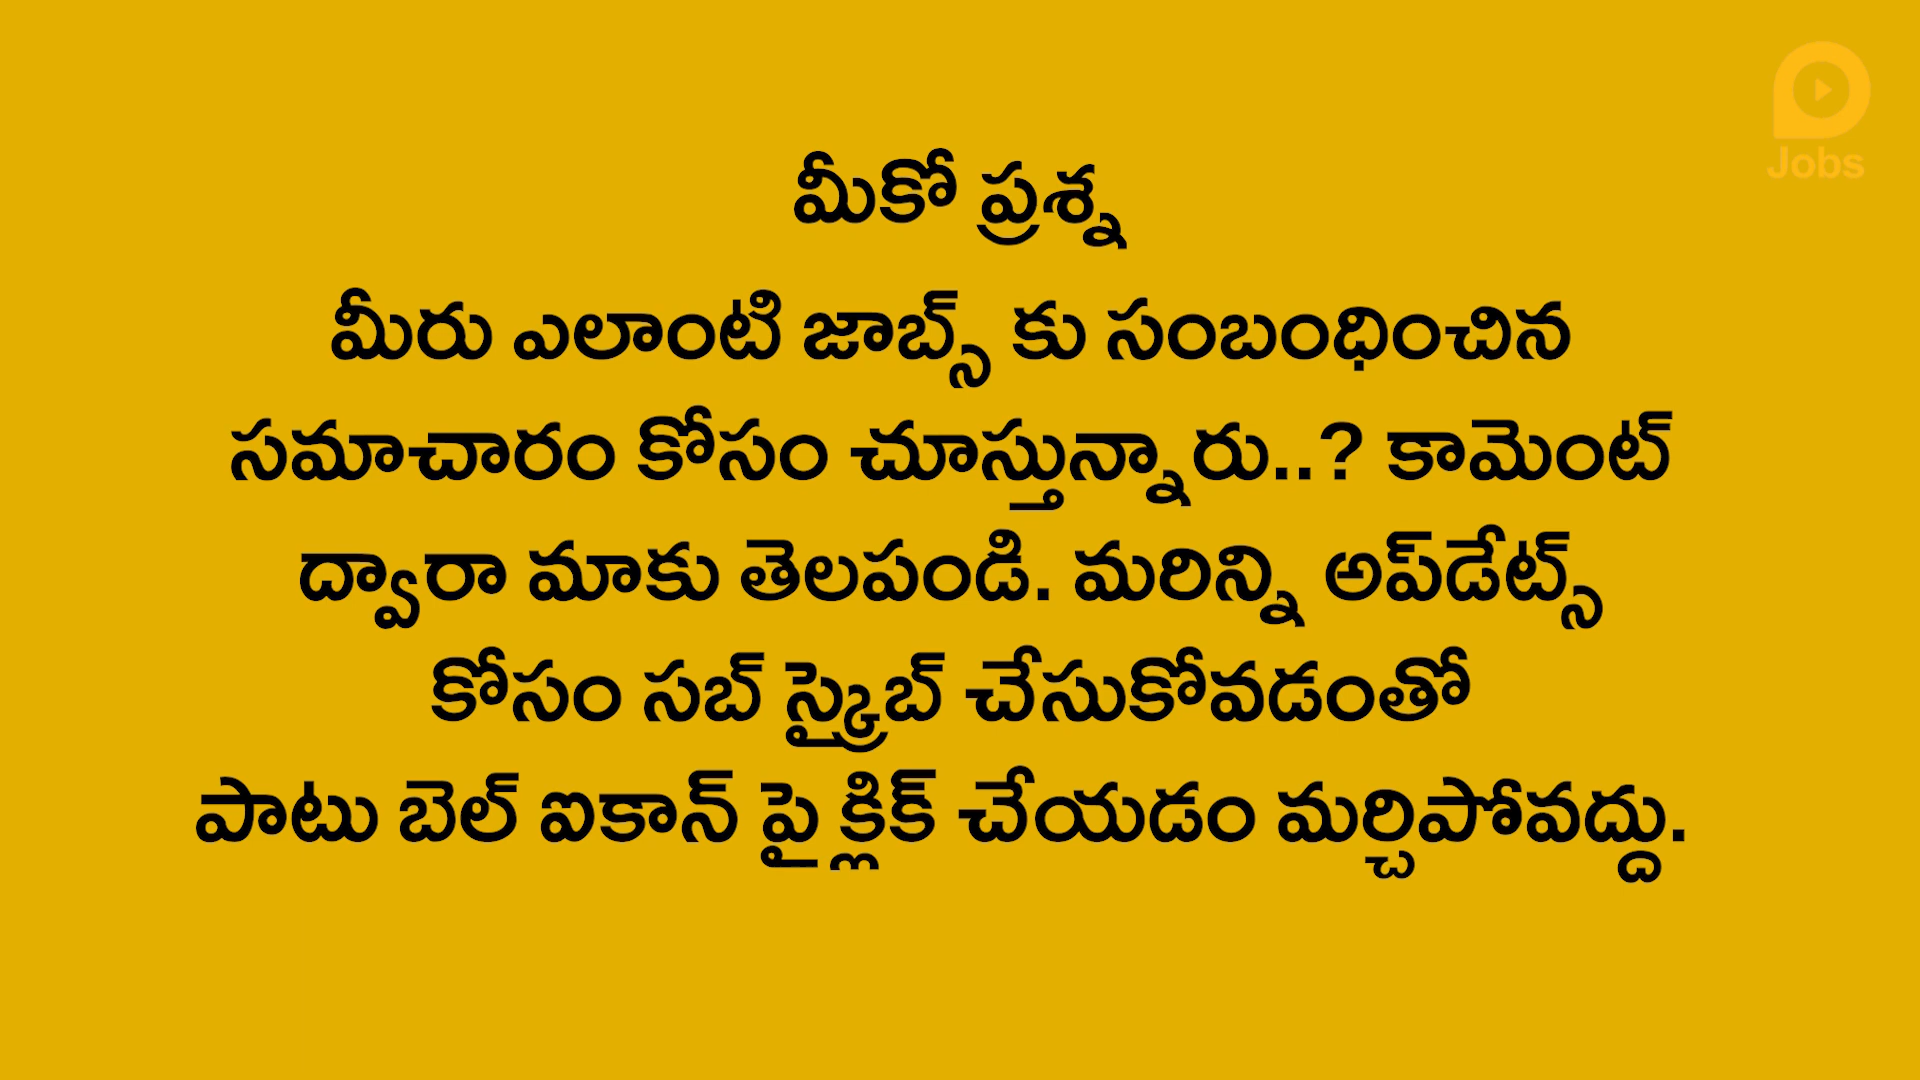 Jobs
మీకో ప్రశ్న
మీరు ఎలాంటి జాబ్స్ కు సంబంధించిన
సమాచారం కోసం చూస్తున్నారు..? కామెంట్
ద్వారా మాకు తెలపండి. మరిన్ని అప్‌డేట్స్
కోసం సబ్ స్క్రైబ్ చేసుకోవడంతో
పాటు బెల్ ఐకాన్ పై క్లిక్ చేయడం మర్చిపోవద్దు.